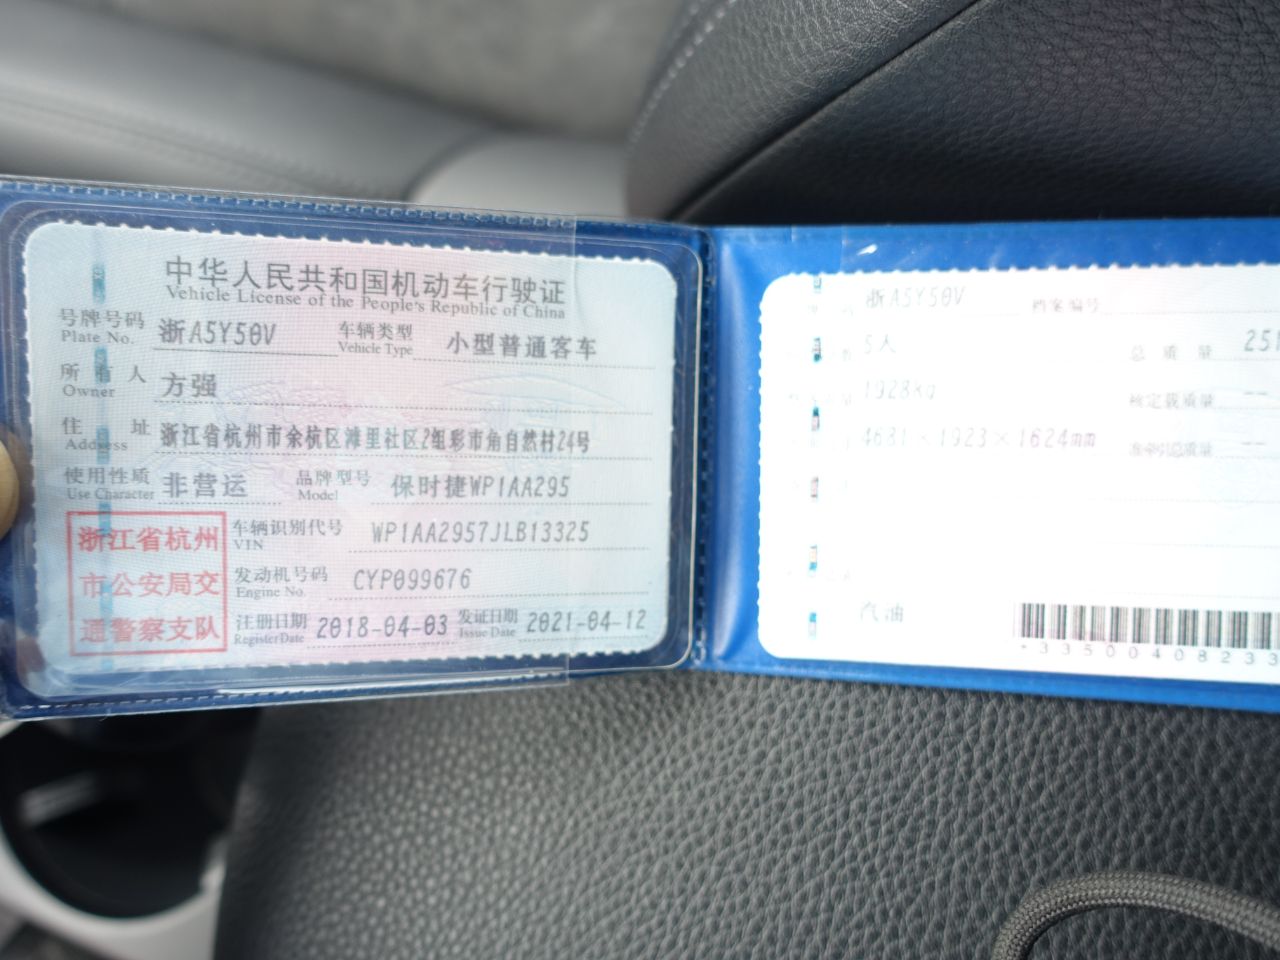 中华人民共和国机动车行驶证
Vehicle License of the People's Republic of China
号牌号码 浙A5Y50V 车辆类型 小型普通客车
Plate No. Vehicle Type
所有人 方强
Owner
住址 浙江省杭州市余杭区滩里社区2组彩市角自然村24号
Address
使用性质 非营运 品牌型号 保时捷WP1AA295
Use Character Model
浙江省杭州
市公安局交
通警察支队
车辆识别代号 WP1AA2957JLB13325
VIN
发动机号码 CYP099676
Engine No.
注册日期 2018-04-03 发证日期 2021-04-12
Register Date Issue Date
浙A5Y50V 档案编号
5人 总质量 251
1928kg 核定载质量 --
4681×1923×1624mm 准牵引总质量 --
汽油
*33500408233